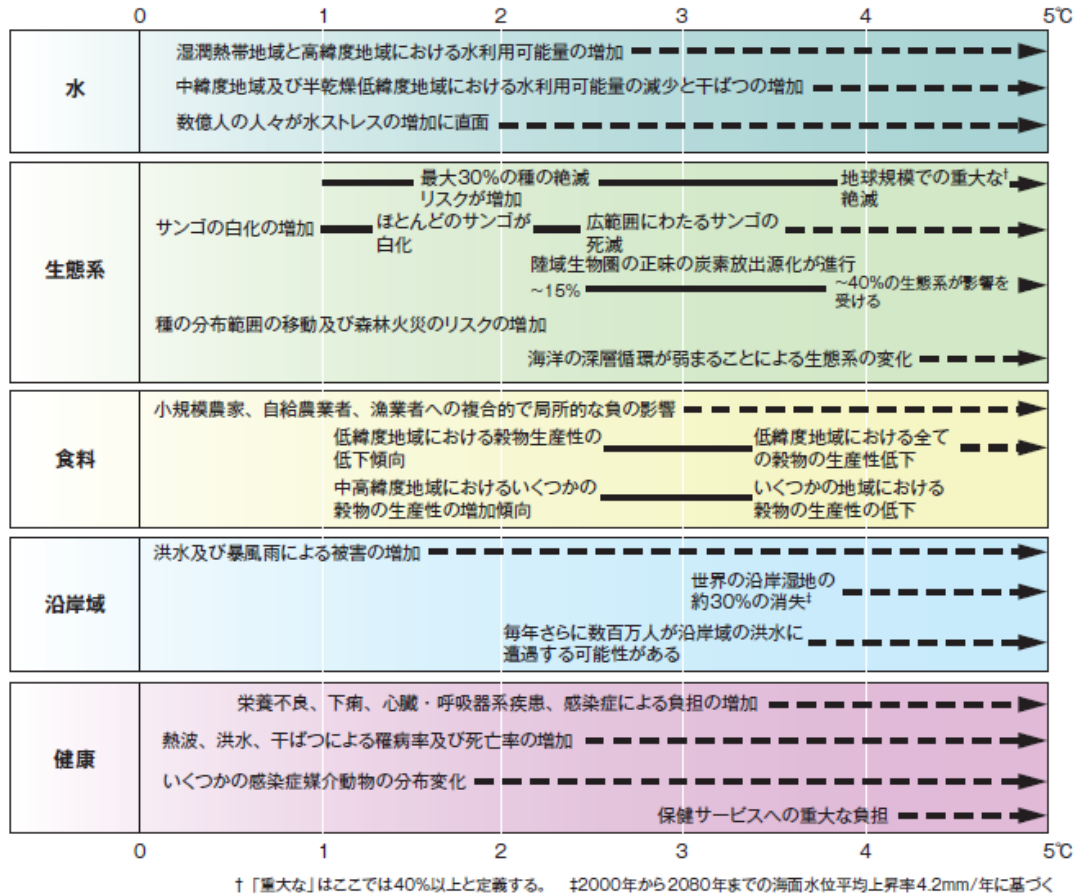 0 1 2 3 4 5℃
水
湿潤熱帯地域と高緯度地域における水利用可能量の増加
中緯度地域及び半乾燥低緯度地域における水利用可能量の減少と干ばつの増加
数億人の人々が水ストレスの増加に直面
生態系
最大30%の種の絶滅
リスクが増加
地球規模での重大な†
絶滅
サンゴの白化の増加
ほとんどのサンゴが
白化
広範囲にわたるサンゴの
死滅
陸域生物圏の正味の炭素放出源化が進行
~15%
~40%の生態系が影響を
受ける
種の分布範囲の移動及び森林火災のリスクの増加
海洋の深層循環が弱まることによる生態系の変化
食料
小規模農家、自給農業者、漁業者への複合的で局所的な負の影響
低緯度地域における穀物生産性の
低下傾向
低緯度地域における全て
の穀物の生産性低下
中高緯度地域におけるいくつかの
穀物の生産性の増加傾向
いくつかの地域における
穀物の生産性の低下
沿岸域
洪水及び暴風雨による被害の増加
世界の沿岸湿地の
約30%の消失‡
毎年さらに数百万人が沿岸域の洪水に
遭遇する可能性がある
健康
栄養不良、下痢、心臓・呼吸器系疾患、感染症による負担の増加
熱波、洪水、干ばつによる罹病率及び死亡率の増加
いくつかの感染症媒介動物の分布変化
保健サービスへの重大な負担
0 1 2 3 4 5℃
†「重大な」はここでは40%以上と定義する。 ‡2000年から2080年までの海面水位平均上昇率4.2mm/年に基づく